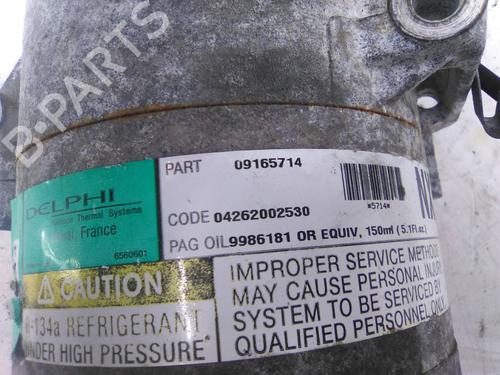 B-PARTS
PART 09165714
*5714*
DELPHI
Thermal Systems
France
6560601
CODE 04262002530
PAG OIL 9986181 OR EQUIV, 150ml (5.1Fl.oz)
CAUTION
R-134a REFRIGERANT
UNDER HIGH PRESSURE
IMPROPER SERVICE METHODS
MAY CAUSE PERSONAL INJURY
SYSTEM TO BE SERVICED BY
QUALIFIED PERSONNEL ONLY.